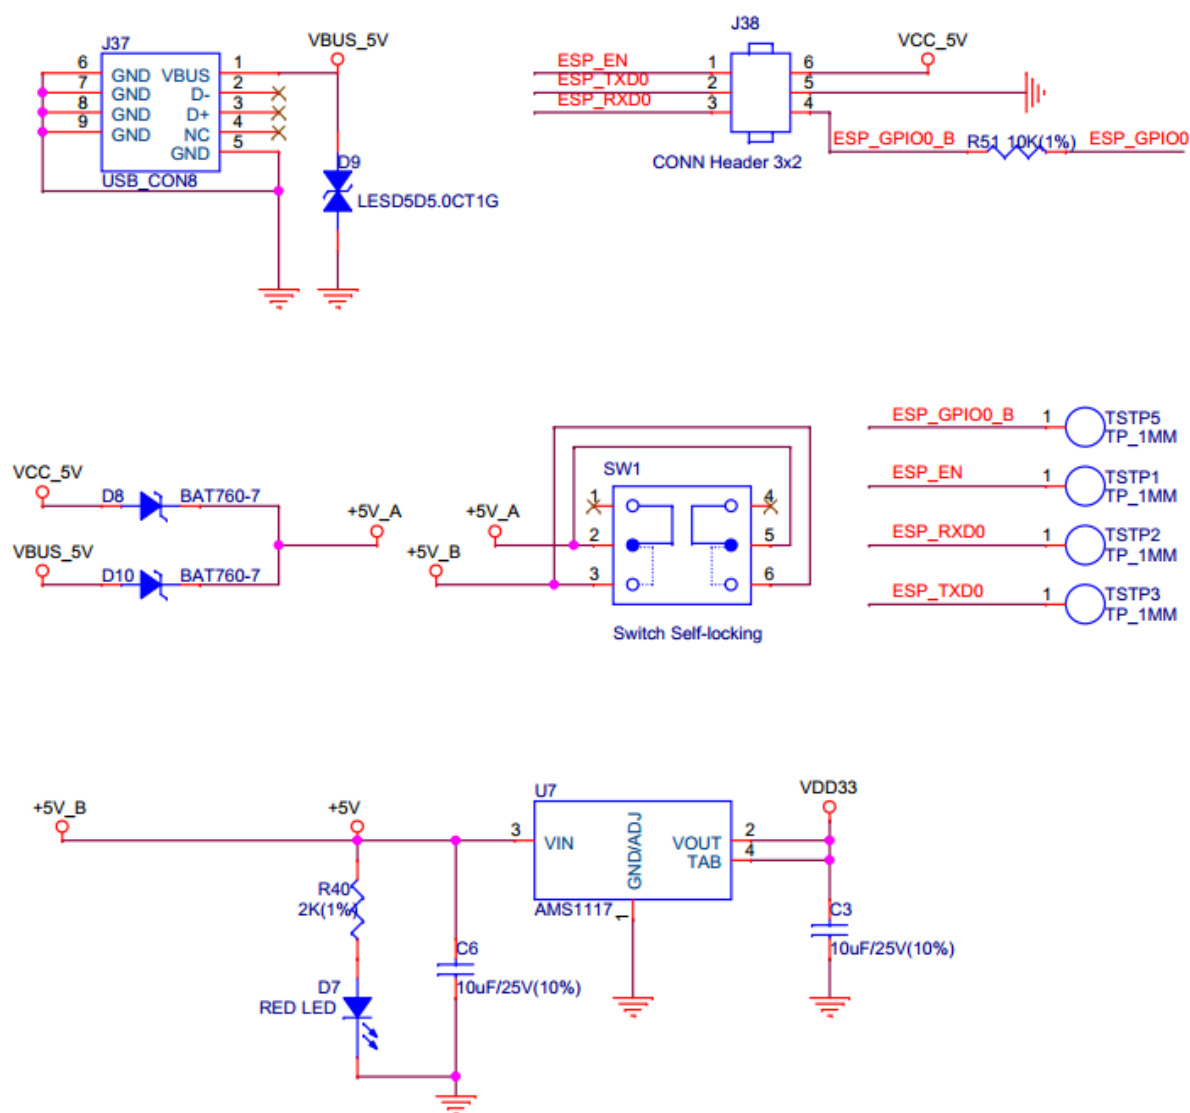 J37
VBUS_5V
6 GND VBUS 1
7 GND D- 2
8 GND D+ 3
9 GND NC 4
GND 5
USB_CON8
D9
LESD5D5.0CT1G
J38
VCC_5V
ESP_EN 1 6
ESP_TXD0 2 5
ESP_RXD0 3 4
ESP_GPIO0_B R51 10K(1%) ESP_GPIO0
CONN Header 3x2
VCC_5V
D8 BAT760-7
+5V_A
VBUS_5V
D10 BAT760-7
SW1
+5V_A
+5V_B
1 4
2 5
3 6
Switch Self-locking
ESP_GPIO0_B 1 TSTP5
TP_1MM
ESP_EN 1 TSTP1
TP_1MM
ESP_RXD0 1 TSTP2
TP_1MM
ESP_TXD0 1 TSTP3
TP_1MM
+5V_B
+5V
U7
VDD33
3 VIN GND/ADJ VOUT 2
TAB 4
AMS1117
1
R40
2K(1%)
D7
RED LED
C6
10uF/25V(10%)
C3
10uF/25V(10%)